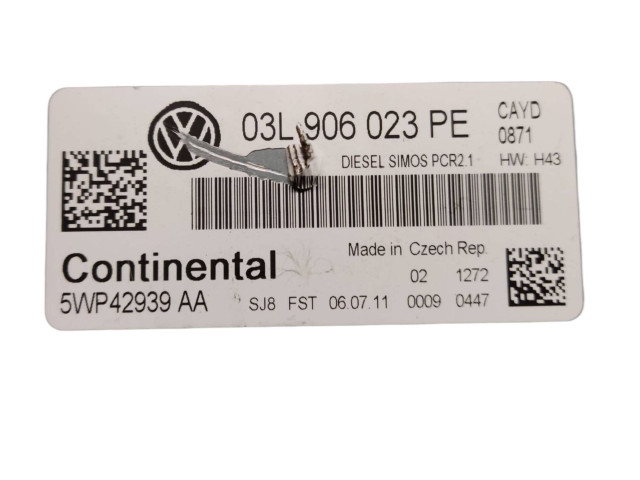 03L 906 023 PE CAYD
0871
DIESEL SIMOS PCR2.1 HW: H43
Continental Made in Czech Rep.
02 1272
5WP42939 AA SJ8 FST 06.07.11 0009 0447